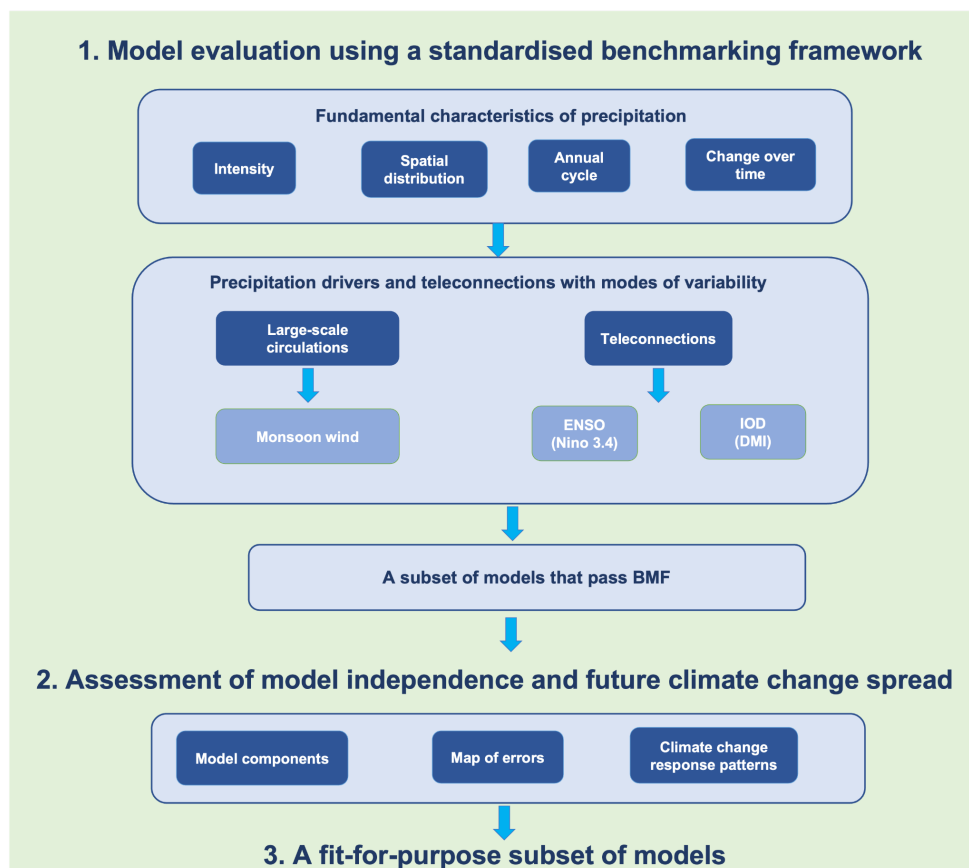 1. Model evaluation using a standardised benchmarking framework
Fundamental characteristics of precipitation
Intensity
Spatial
distribution
Annual
cycle
Change over
time
Precipitation drivers and teleconnections with modes of variability
Large-scale
circulations
Teleconnections
Monsoon wind
ENSO
(Nino 3.4)
IOD
(DMI)
A subset of models that pass BMF
2. Assessment of model independence and future climate change spread
Model components
Map of errors
Climate change
response patterns
3. A fit-for-purpose subset of models